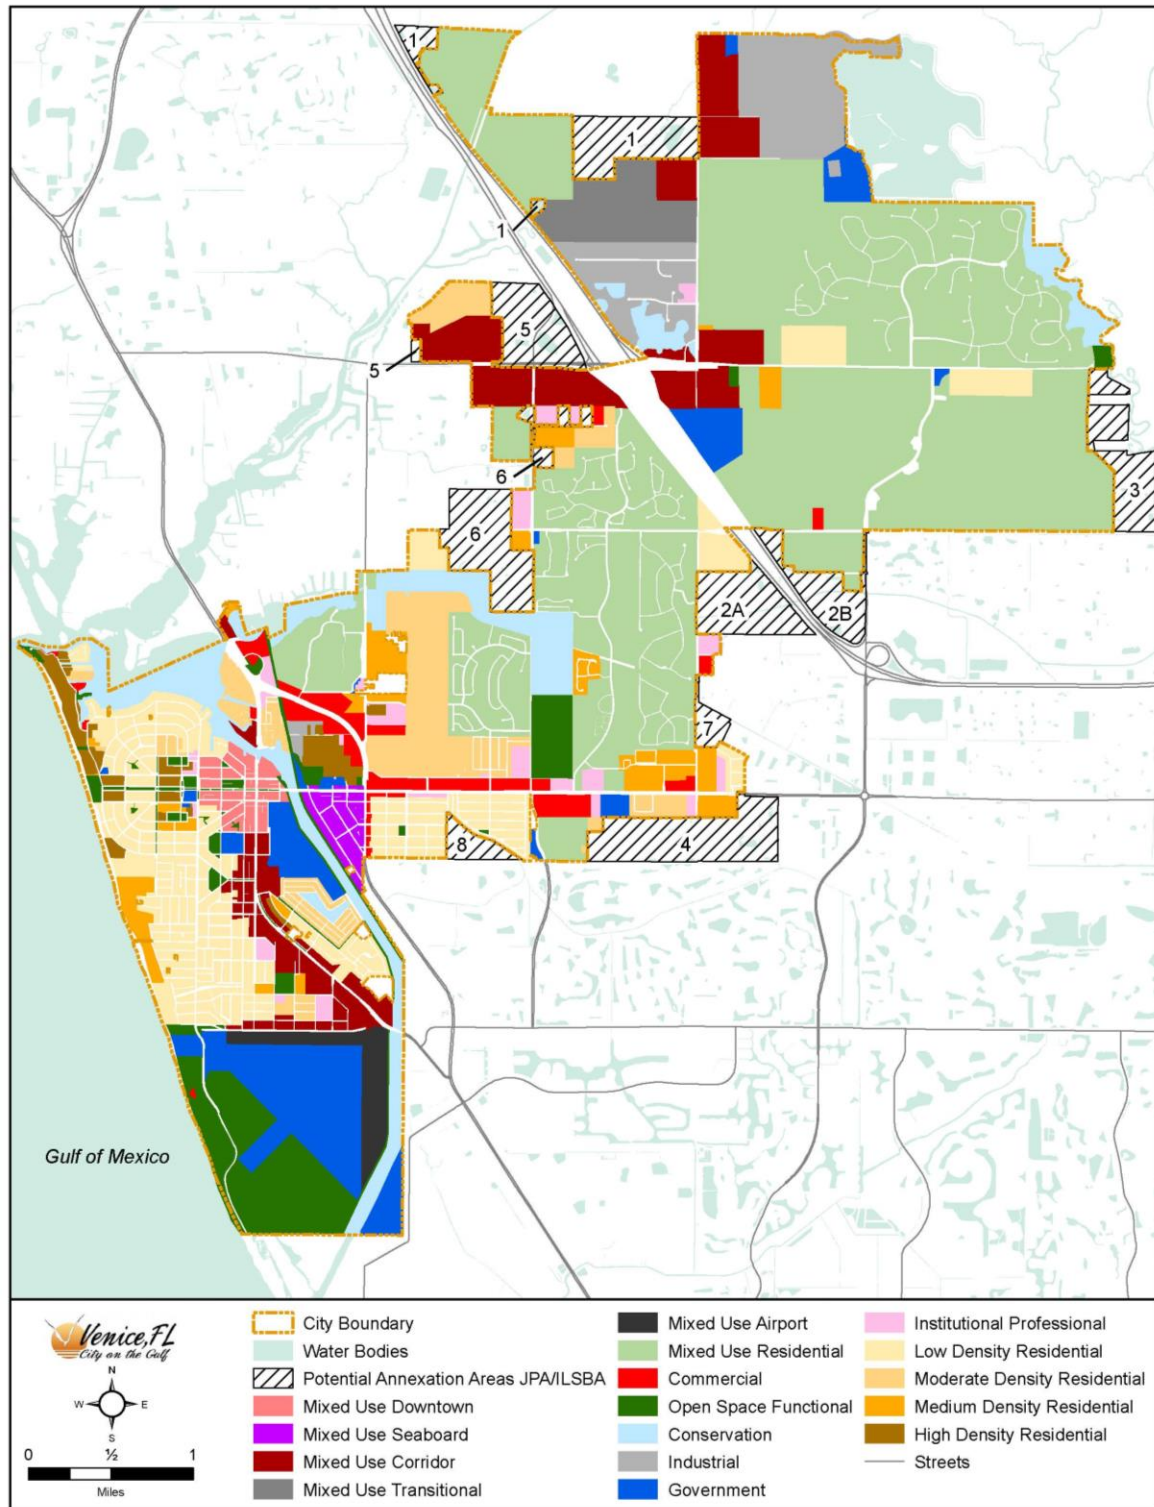 1
1
1
5
5
6
6
3
2A
2B
7
8
4
Gulf of Mexico
Venice, FL
City on the Gulf
N
W E
S
0 ½ 1
Miles
City Boundary
Water Bodies
Potential Annexation Areas JPA/ILSBA
Mixed Use Downtown
Mixed Use Seaboard
Mixed Use Corridor
Mixed Use Transitional
Mixed Use Airport
Mixed Use Residential
Commercial
Open Space Functional
Conservation
Industrial
Government
Institutional Professional
Low Density Residential
Moderate Density Residential
Medium Density Residential
High Density Residential
Streets